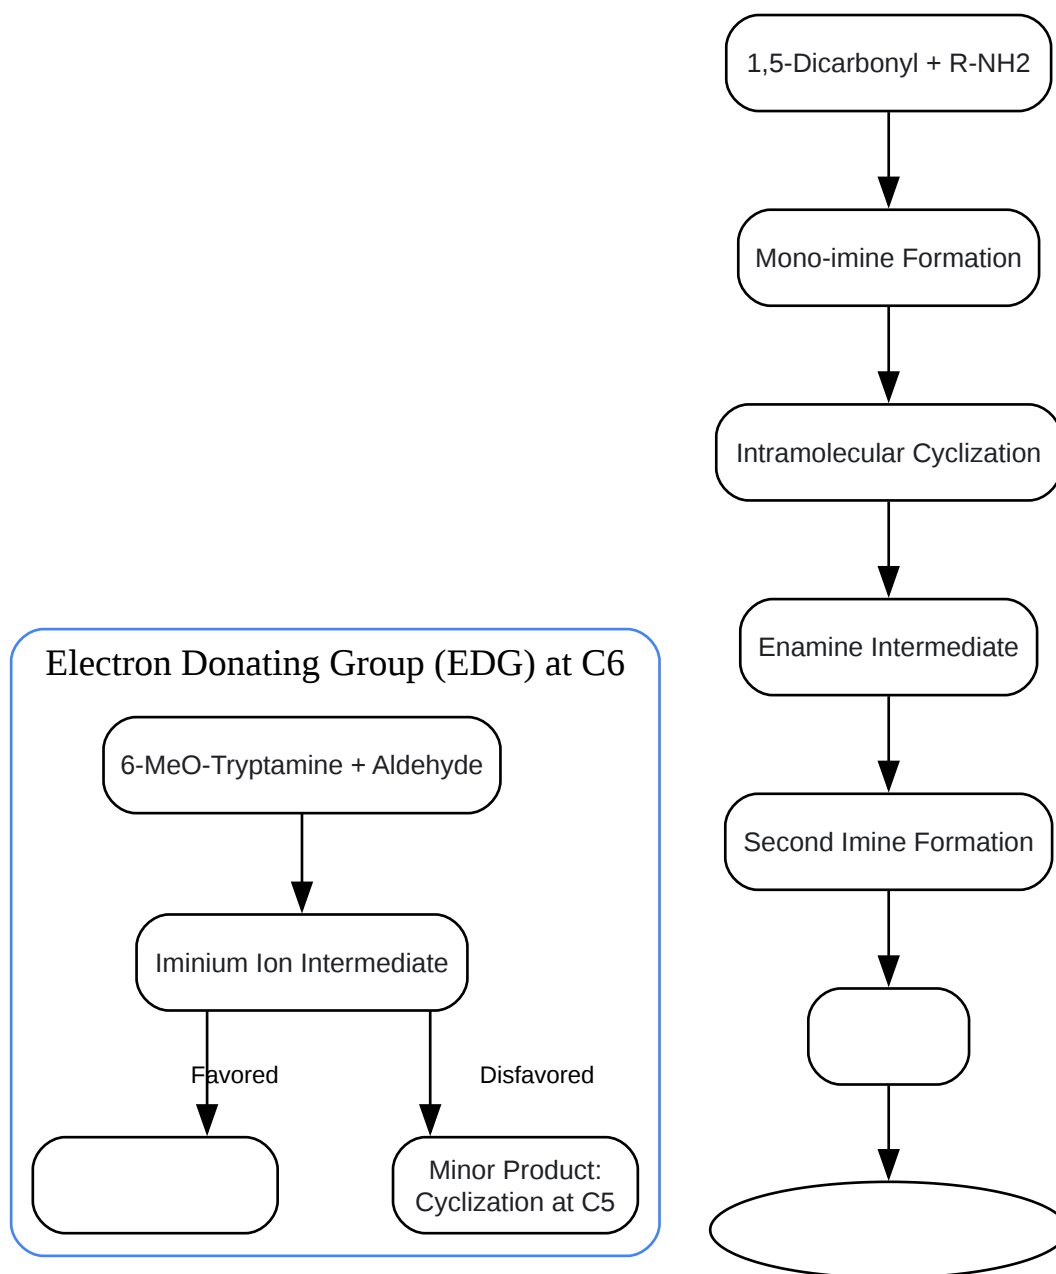 1,5-Dicarbonyl + R-NH2
Mono-imine Formation
Intramolecular Cyclization
Enamine Intermediate
Second Imine Formation
Electron Donating Group (EDG) at C6
6-MeO-Tryptamine + Aldehyde
Iminium Ion Intermediate
Favored
Disfavored
Minor Product:
Cyclization at C5